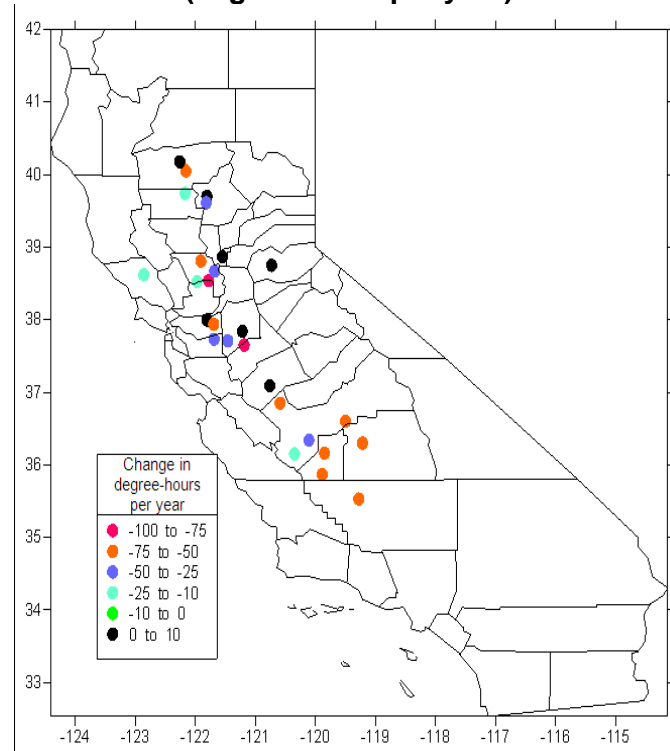 42
41
40
39
38
37
36
35
34
33
Change in
degree-hours
per year
-100 to -75
-75 to -50
-50 to -25
-25 to -10
-10 to 0
0 to 10
-124 -123 -122 -121 -120 -119 -118 -117 -116 -115